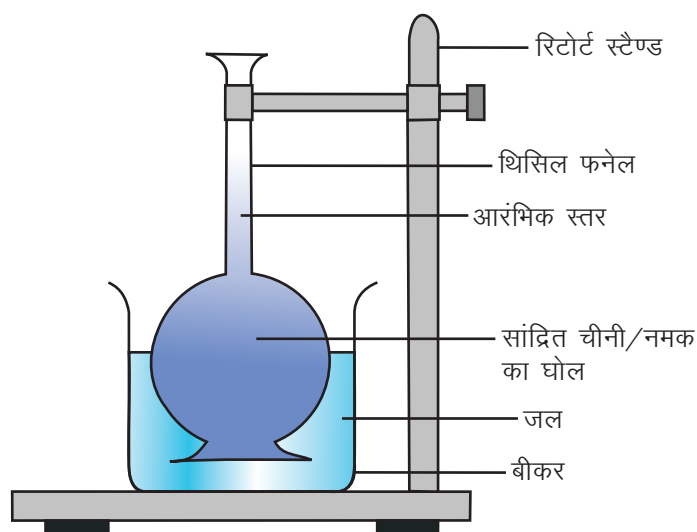 रिटोर्ट स्टैण्ड
थिसिल फनेल
आरंभिक स्तर
सांद्रित चीनी/नमक
का घोल
जल
बीकर